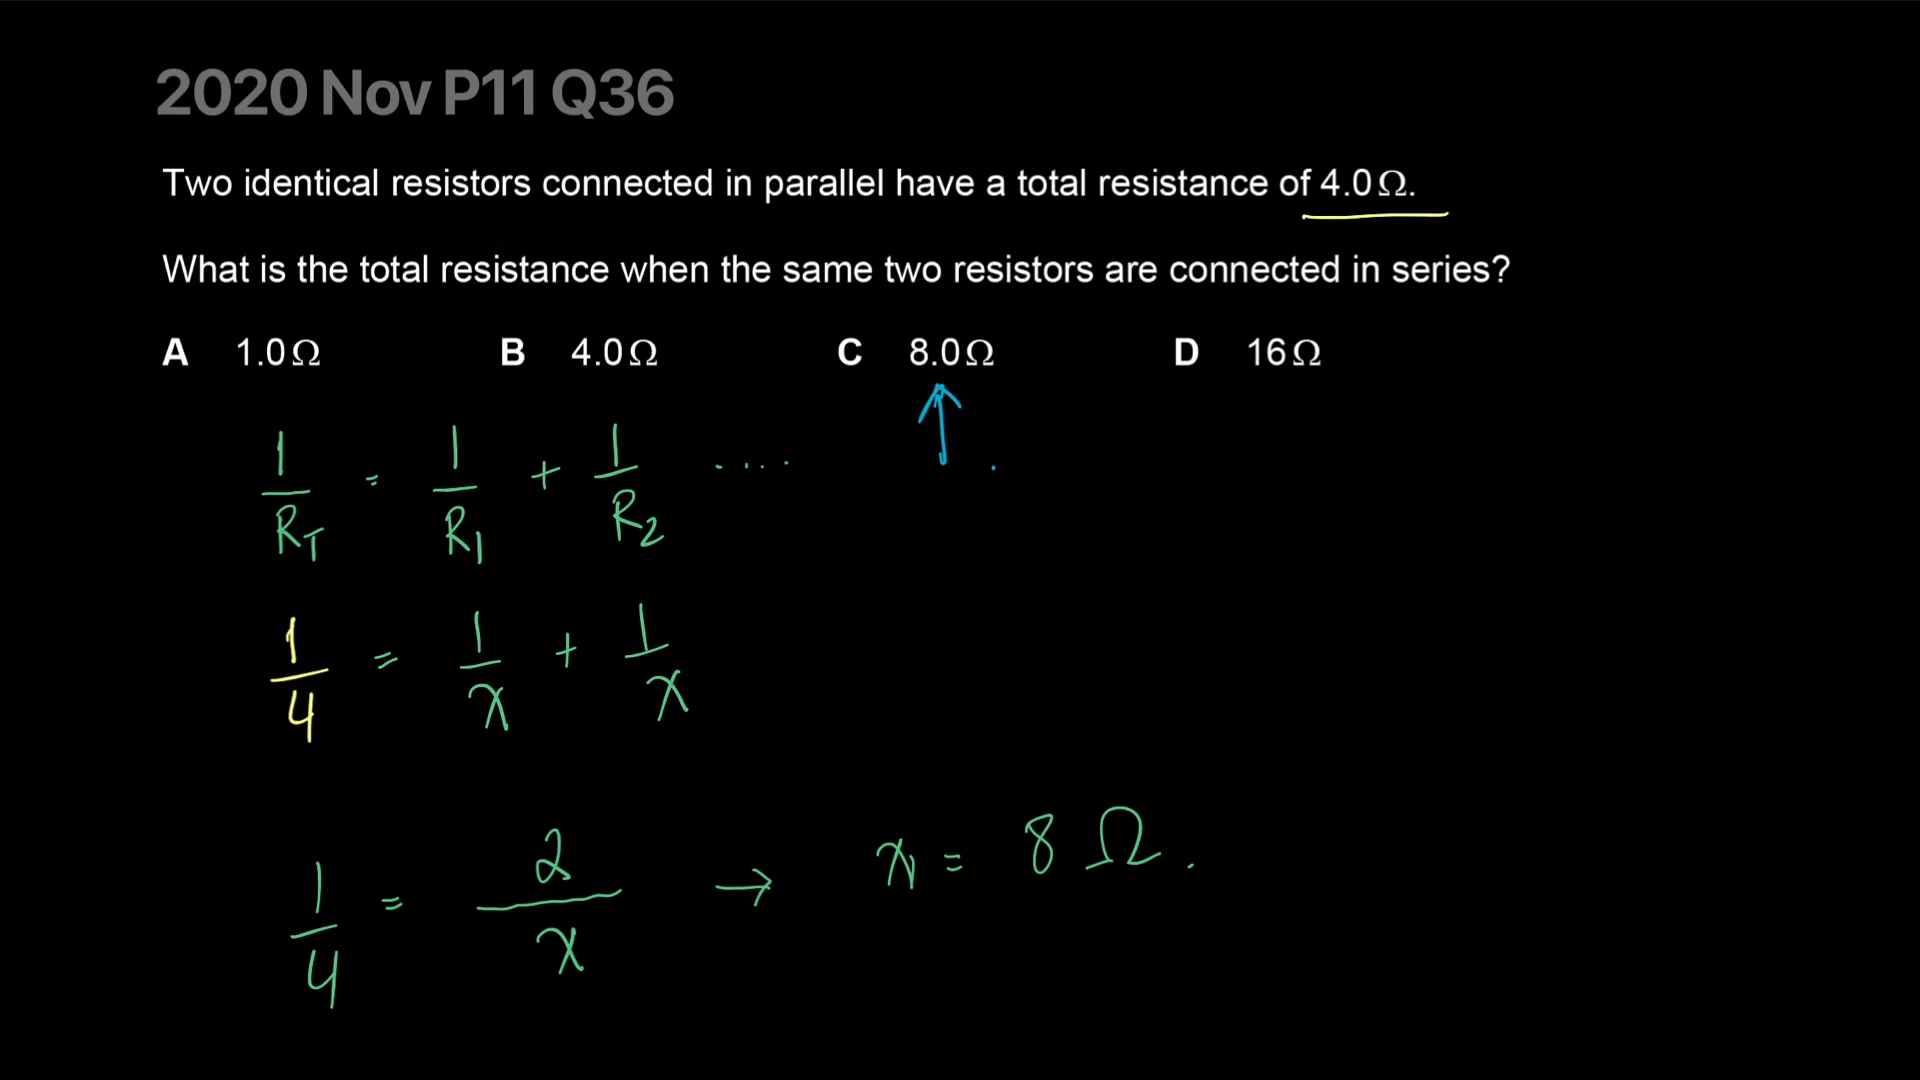 2020 Nov P11 Q36
Two identical resistors connected in parallel have a total resistance of 4.0 Ω.
What is the total resistance when the same two resistors are connected in series?
A 1.0 Ω B 4.0 Ω C 8.0 Ω D 16 Ω
1/R_T = 1/R_1 + 1/R_2 ....
1/4 = 1/x + 1/x
1/4 = 2/x → x = 8 Ω.